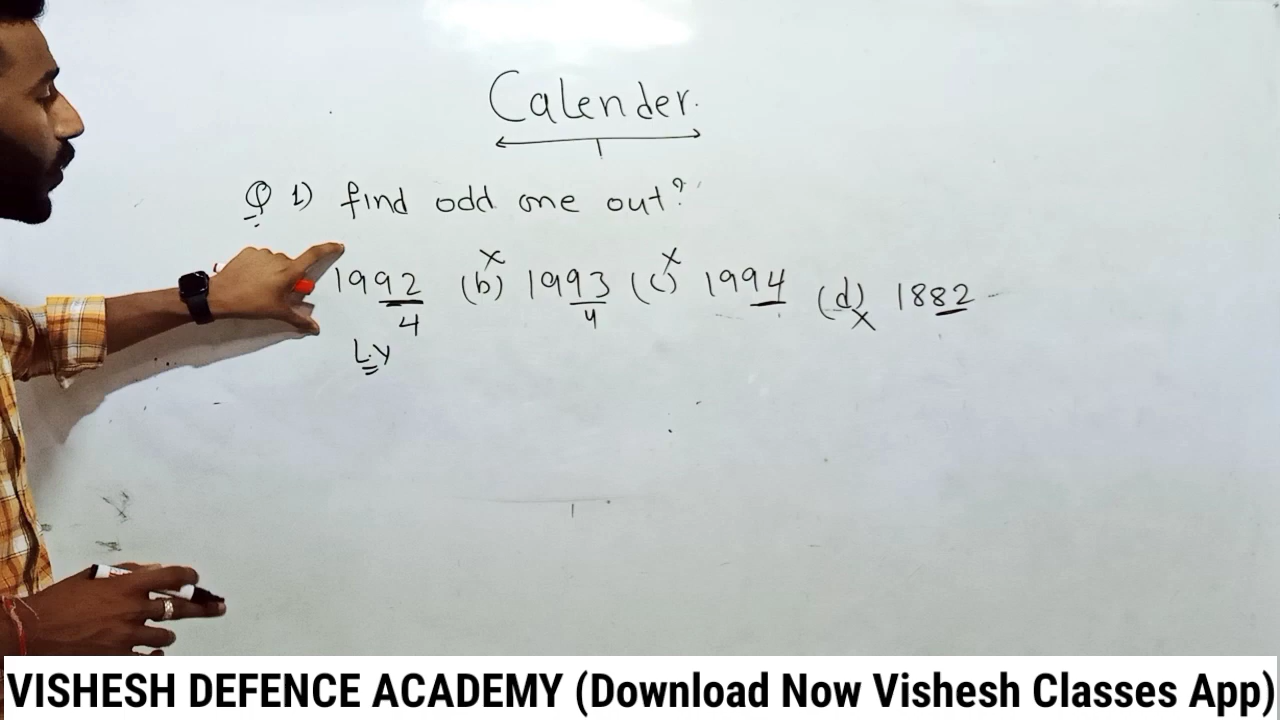 Calender.
Q 1) find odd one out?
1992 (b) 1993 (c) 1994 (d) 1882
x x x
4 4
L.Y
VISHESH DEFENCE ACADEMY (Download Now Vishesh Classes App)